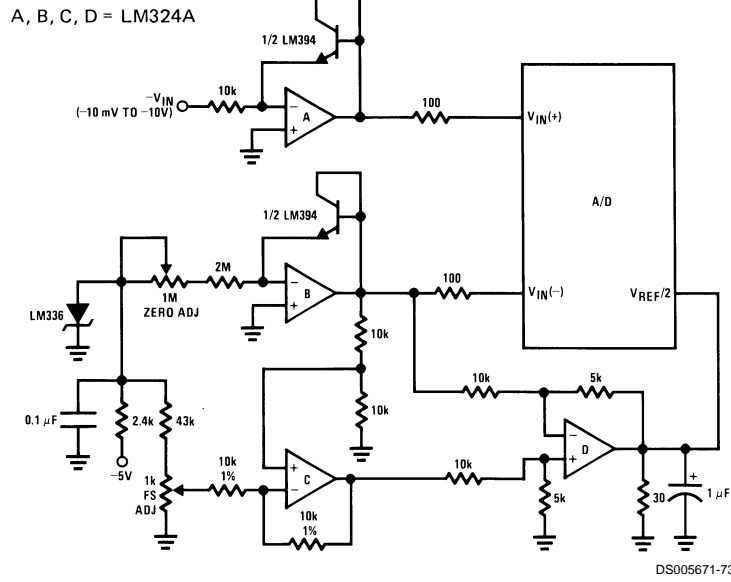 A, B, C, D = LM324A
1/2 LM394
10k
−VIN
(−10 mV TO −10V)
−
+
A
100
VIN(+)
A/D
1/2 LM394
2M
1M
ZERO ADJ
−
+
B
100
VIN(−)
VREF/2
LM336
10k
10k
5k
0.1 µF
2.4k
43k
10k
−5V
−
+
D
1k
FS
ADJ
10k
1%
+
−
C
10k
5k
30
+
1 µF
10k
1%
DS005671-73